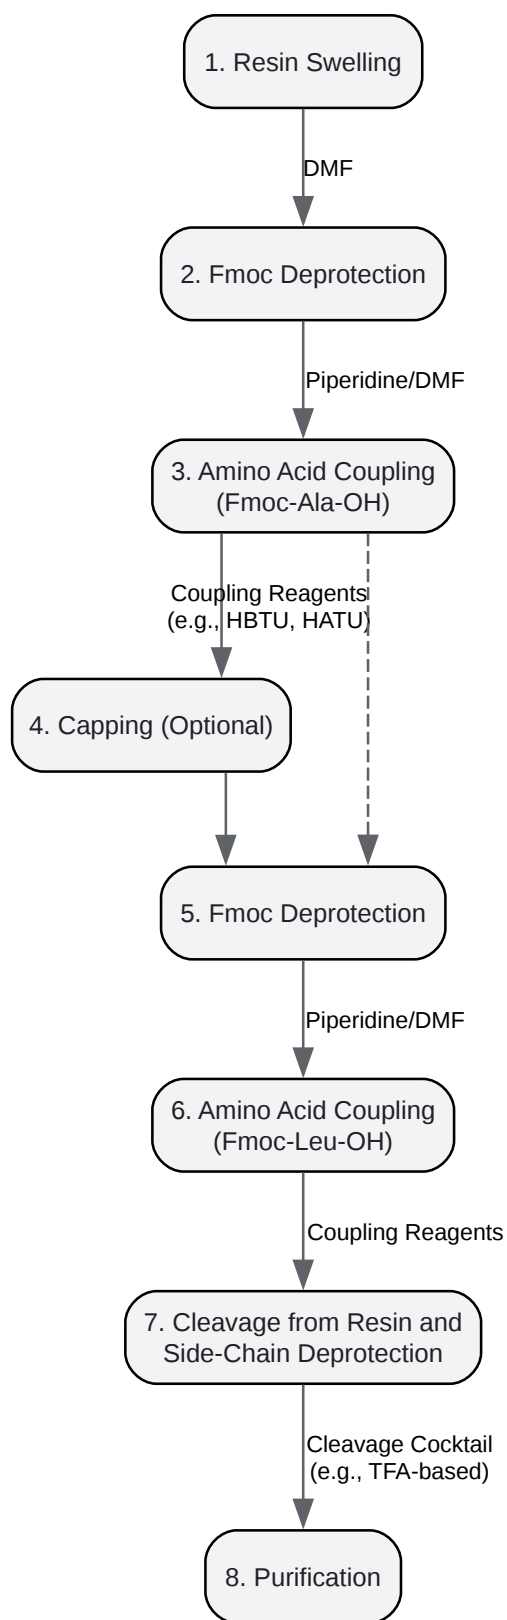 1. Resin Swelling
DMF
2. Fmoc Deprotection
Piperidine/DMF
3. Amino Acid Coupling
(Fmoc-Ala-OH)
Coupling Reagents
(e.g., HBTU, HATU)
4. Capping (Optional)
5. Fmoc Deprotection
Piperidine/DMF
6. Amino Acid Coupling
(Fmoc-Leu-OH)
Coupling Reagents
7. Cleavage from Resin and
Side-Chain Deprotection
Cleavage Cocktail
(e.g., TFA-based)
8. Purification